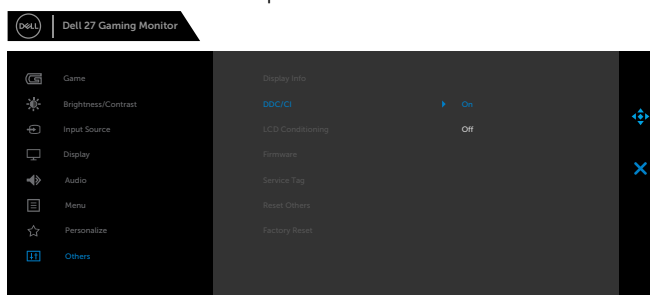 DELL
Dell 27 Gaming Monitor
Game
Display Info
Brightness/Contrast
DDC/CI
On
Input Source
LCD Conditioning
Off
Display
Firmware
Audio
Service Tag
Menu
Reset Others
Personalize
Factory Reset
Others